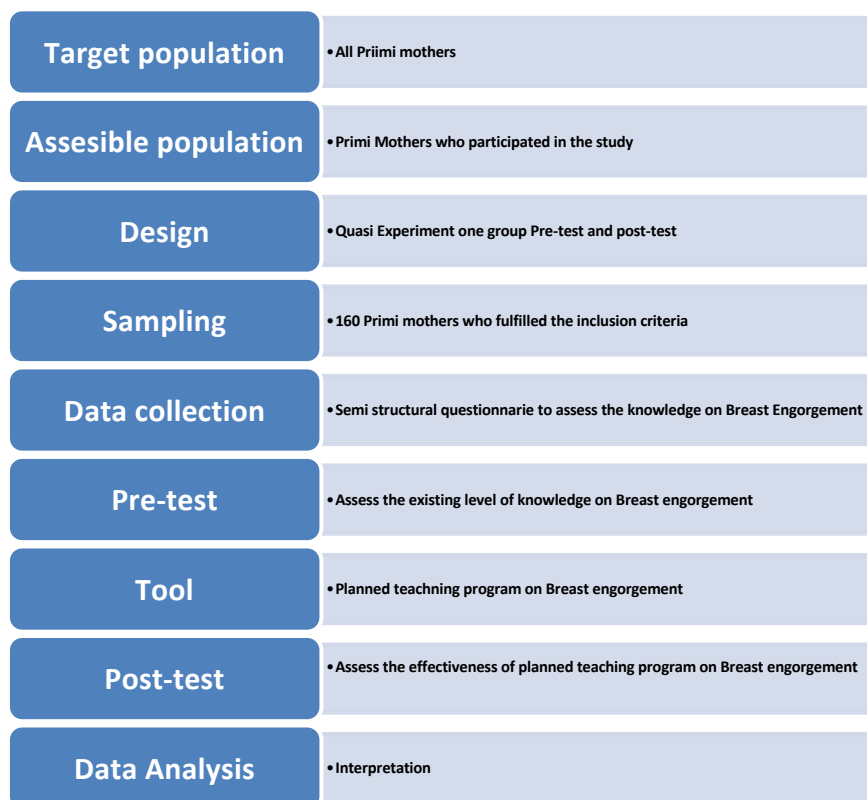 Target population
•All Priimi mothers
Assesible population
•Primi Mothers who participated in the study
Design
•Quasi Experiment one group Pre-test and post-test
Sampling
•160 Primi mothers who fulfilled the inclusion criteria
Data collection
•Semi structural questionnarie to assess the knowledge on Breast Engorgement
Pre-test
•Assess the existing level of knowledge on Breast engorgement
Tool
•Planned teachning program on Breast engorgement
Post-test
•Assess the effectiveness of planned teaching program on Breast engorgement
Data Analysis
•Interpretation